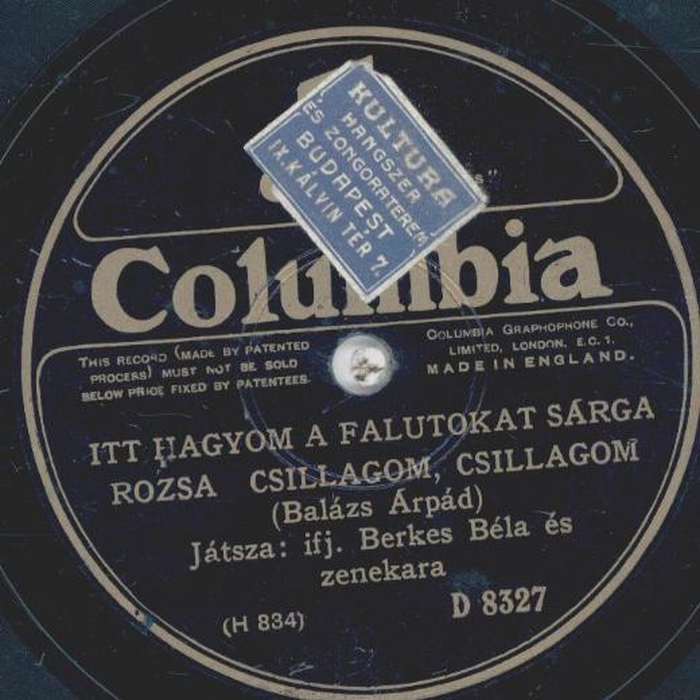 KULTURA
HANGSZER
ÉS ZONGORATEREM
BUDAPEST
IX. KÁLVIN TÉR 7.
Columbia
THIS RECORD (MADE BY PATENTED
PROCESS) MUST NOT BE SOLD
BELOW PRICE FIXED BY PATENTEES.
COLUMBIA GRAPHOPHONE CO.,
LIMITED, LONDON. E.C.1.
MADE IN ENGLAND.
ITT HAGYOM A FALUTOKAT SÁRGA
ROZSA CSILLAGOM, CSILLAGOM
(Balázs Árpád)
Játsza: ifj. Berkes Béla és
zenekara
(H 834)
D 8327